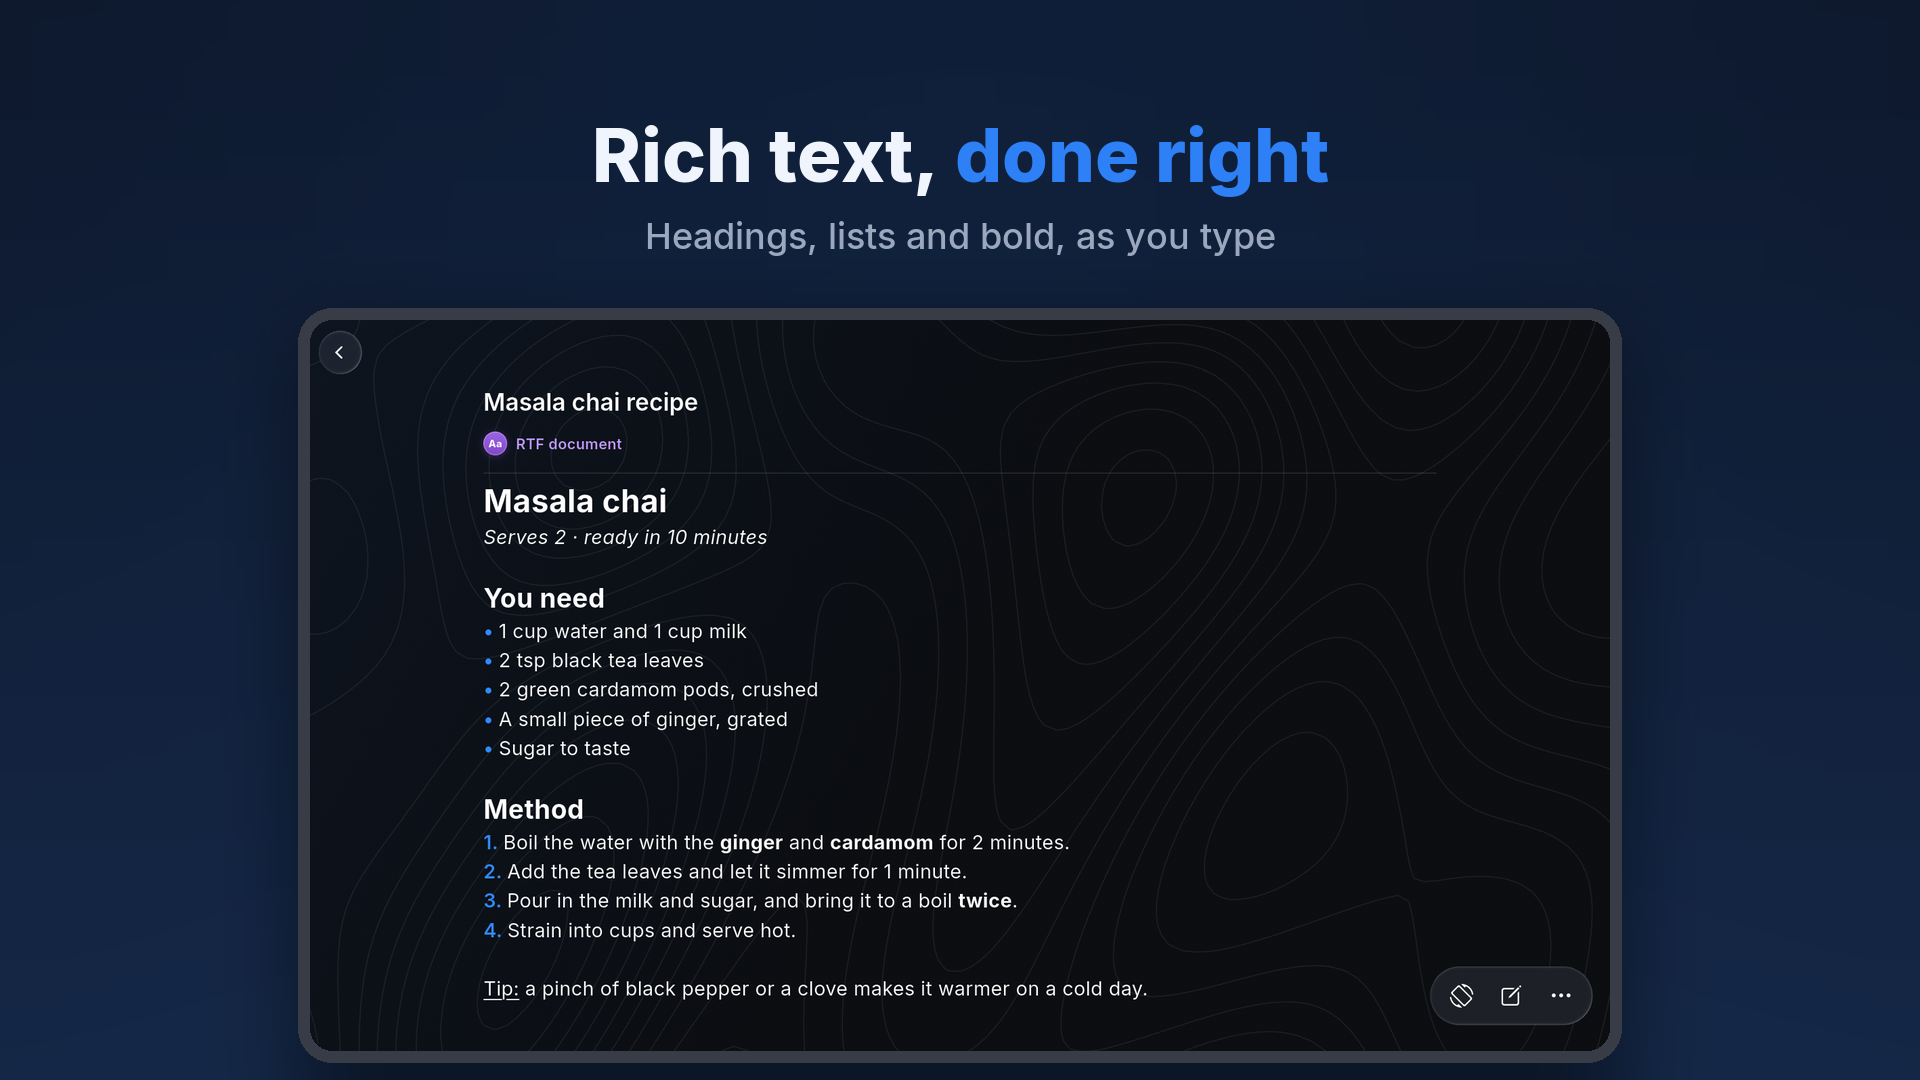 Rich text, done right
Headings, lists and bold, as you type
Masala chai recipe
Aa RTF document
Masala chai
Serves 2 · ready in 10 minutes
You need
• 1 cup water and 1 cup milk
• 2 tsp black tea leaves
• 2 green cardamom pods, crushed
• A small piece of ginger, grated
• Sugar to taste
Method
1. Boil the water with the ginger and cardamom for 2 minutes.
2. Add the tea leaves and let it simmer for 1 minute.
3. Pour in the milk and sugar, and bring it to a boil twice.
4. Strain into cups and serve hot.
Tip: a pinch of black pepper or a clove makes it warmer on a cold day.